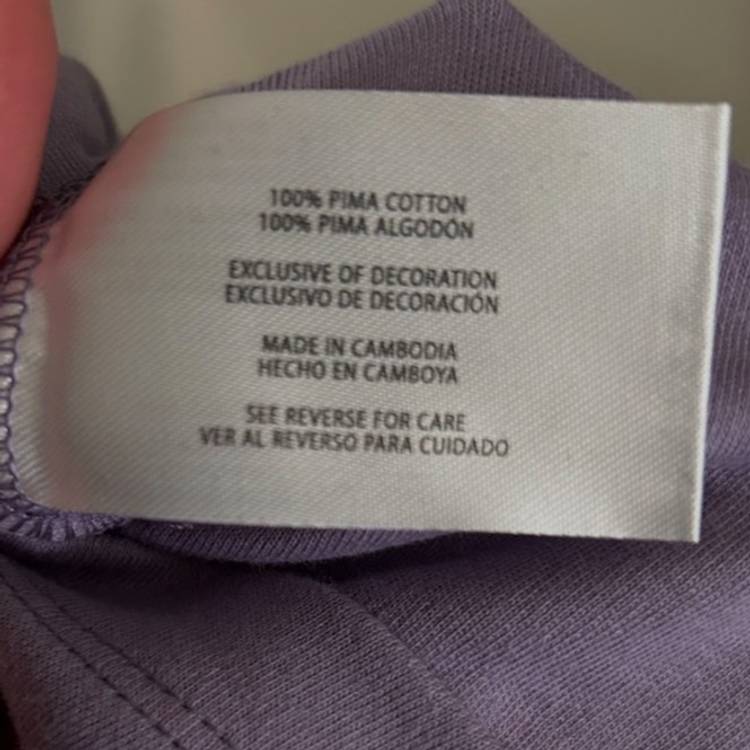 100% PIMA COTTON
100% PIMA ALGODÓN
EXCLUSIVE OF DECORATION
EXCLUSIVO DE DECORACIÓN
MADE IN CAMBODIA
HECHO EN CAMBOYA
SEE REVERSE FOR CARE
VER AL REVERSO PARA CUIDADO